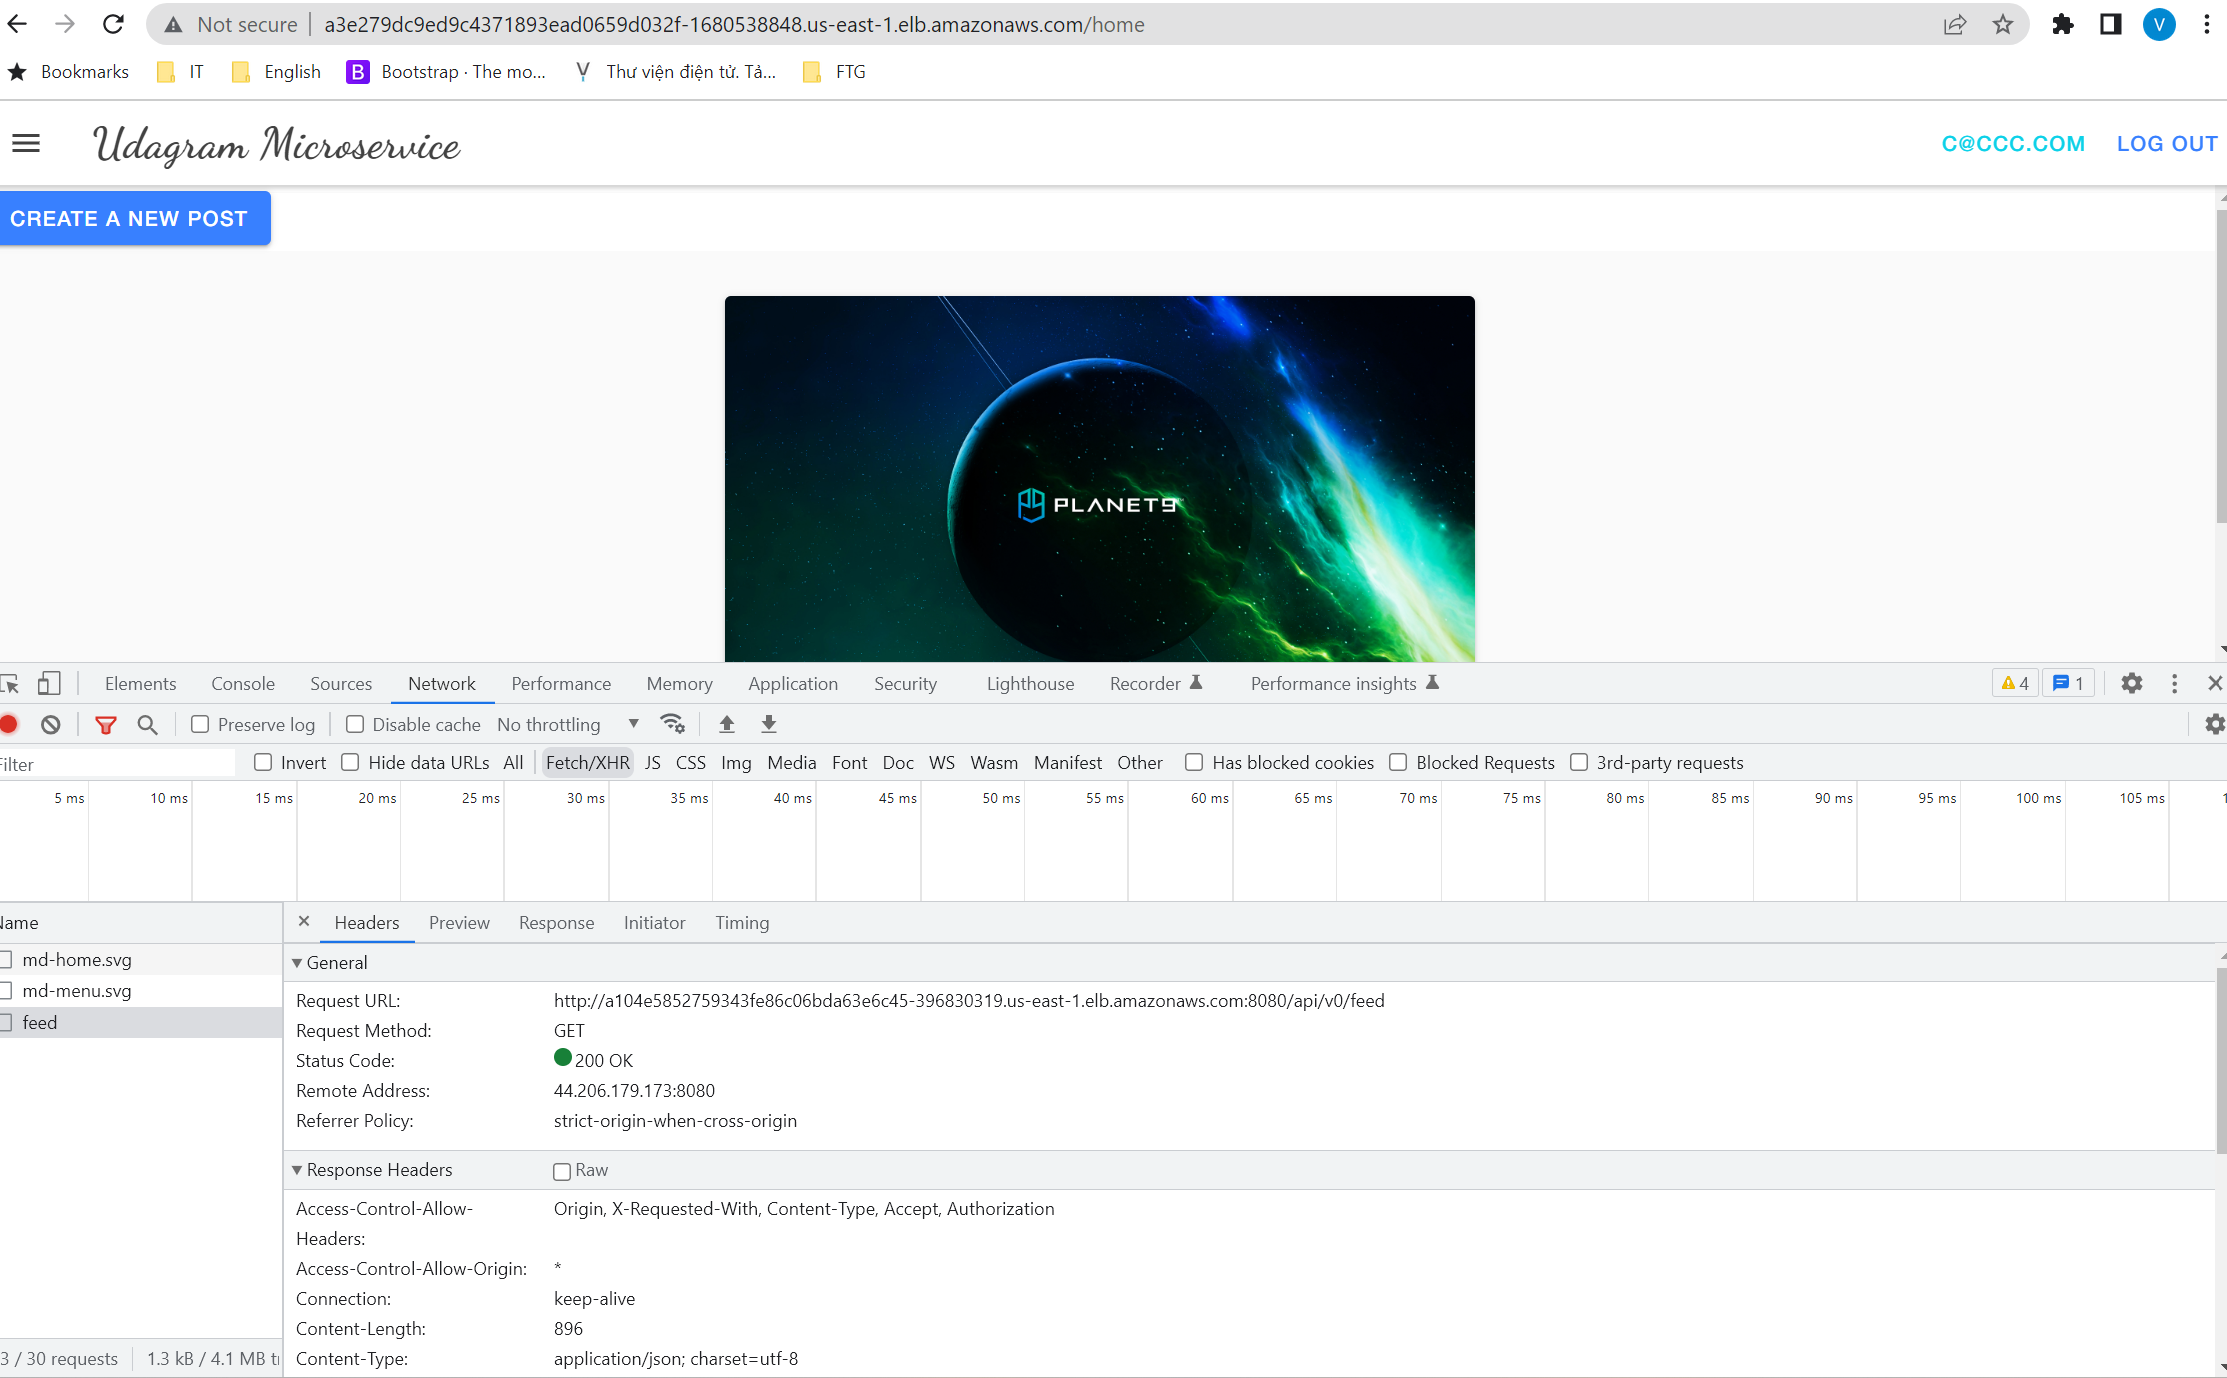 Not secure | a3e279dc9ed9c4371893ead0659d032f-1680538848.us-east-1.elb.amazonaws.com/home
V
Bookmarks IT English B Bootstrap · The mo... Thư viện điện tử. Tả... FTG
Udagram Microservice C@CCC.COM LOG OUT
CREATE A NEW POST
PLANET9
Elements Console Sources Network Performance Memory Application Security Lighthouse Recorder Performance insights 4 1
Preserve log Disable cache No throttling
Filter Invert Hide data URLs All Fetch/XHR JS CSS Img Media Font Doc WS Wasm Manifest Other Has blocked cookies Blocked Requests 3rd-party requests
5 ms 10 ms 15 ms 20 ms 25 ms 30 ms 35 ms 40 ms 45 ms 50 ms 55 ms 60 ms 65 ms 70 ms 75 ms 80 ms 85 ms 90 ms 95 ms 100 ms 105 ms
Name Headers Preview Response Initiator Timing
md-home.svg
md-menu.svg
feed
General
Request URL: http://a104e5852759343fe86c06bda63e6c45-396830319.us-east-1.elb.amazonaws.com:8080/api/v0/feed
Request Method: GET
Status Code: 200 OK
Remote Address: 44.206.179.173:8080
Referrer Policy: strict-origin-when-cross-origin
Response Headers Raw
Access-Control-Allow- Origin, X-Requested-With, Content-Type, Accept, Authorization
Headers:
Access-Control-Allow-Origin: *
Connection: keep-alive
Content-Length: 896
Content-Type: application/json; charset=utf-8
3 / 30 requests 1.3 kB / 4.1 MB